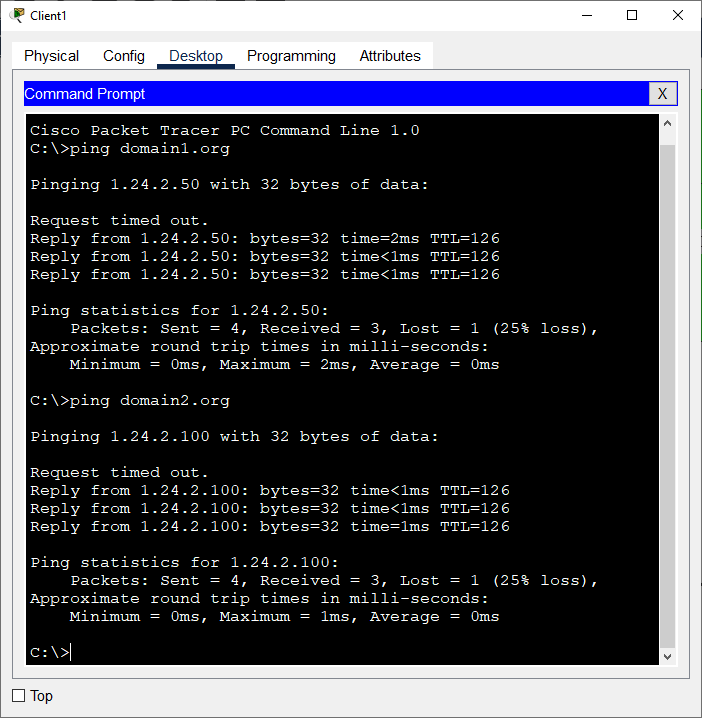 Client1
Physical Config Desktop Programming Attributes
Command Prompt X
Cisco Packet Tracer PC Command Line 1.0
C:\>ping domain1.org
Pinging 1.24.2.50 with 32 bytes of data:
Request timed out.
Reply from 1.24.2.50: bytes=32 time=2ms TTL=126
Reply from 1.24.2.50: bytes=32 time<1ms TTL=126
Reply from 1.24.2.50: bytes=32 time<1ms TTL=126
Ping statistics for 1.24.2.50:
    Packets: Sent = 4, Received = 3, Lost = 1 (25% loss),
Approximate round trip times in milli-seconds:
    Minimum = 0ms, Maximum = 2ms, Average = 0ms
C:\>ping domain2.org
Pinging 1.24.2.100 with 32 bytes of data:
Request timed out.
Reply from 1.24.2.100: bytes=32 time<1ms TTL=126
Reply from 1.24.2.100: bytes=32 time<1ms TTL=126
Reply from 1.24.2.100: bytes=32 time=1ms TTL=126
Ping statistics for 1.24.2.100:
    Packets: Sent = 4, Received = 3, Lost = 1 (25% loss),
Approximate round trip times in milli-seconds:
    Minimum = 0ms, Maximum = 1ms, Average = 0ms
C:\>
Top